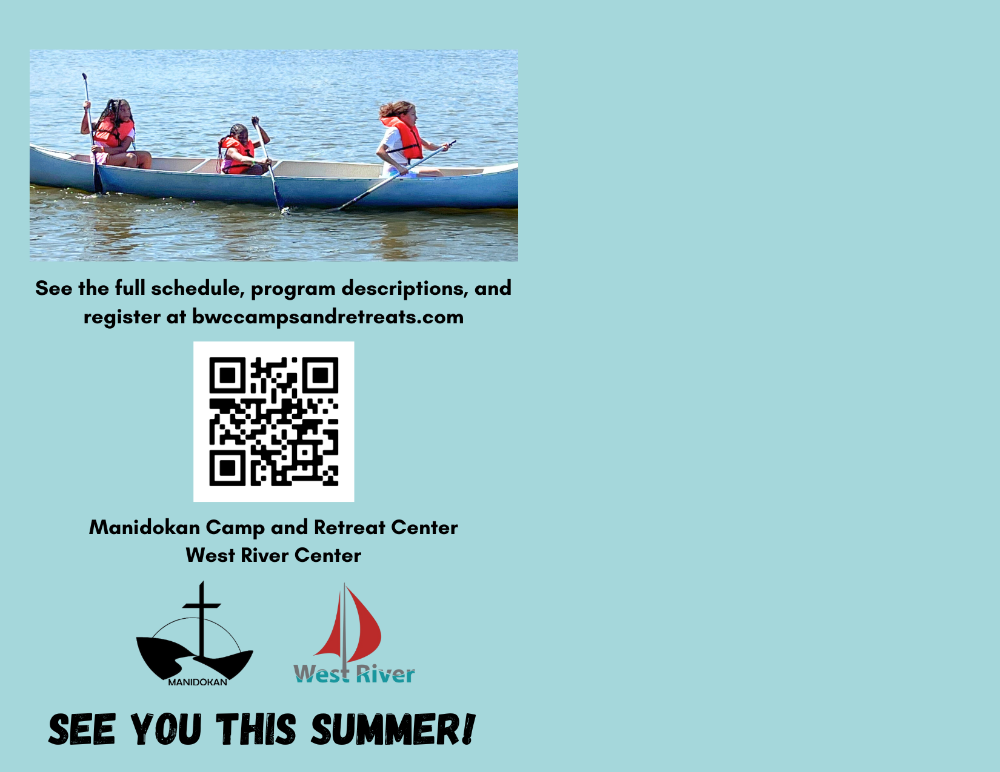 See the full schedule, program descriptions, and
register at bwccampsandretreats.com
Manidokan Camp and Retreat Center
West River Center
MANIDOKAN
West River
SEE YOU THIS SUMMER!